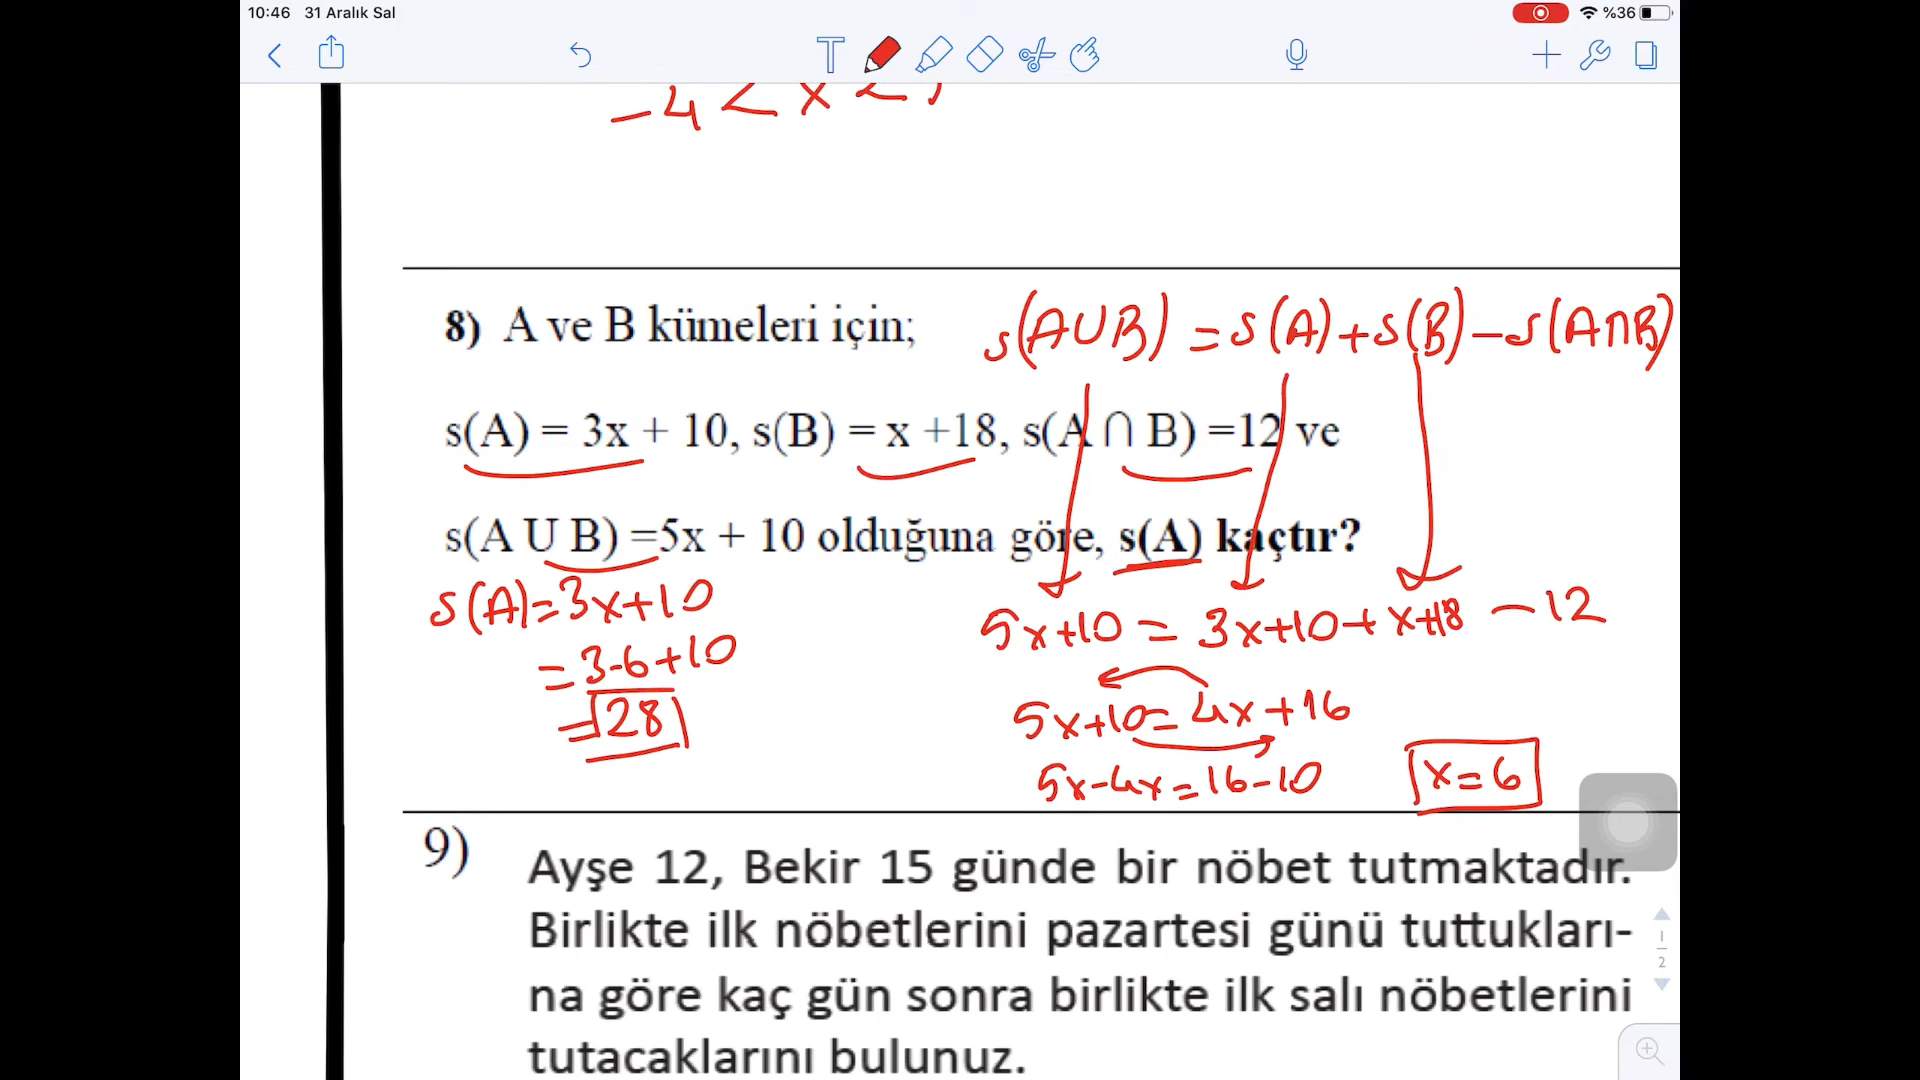 10:46 31 Aralık Sal
%36
T
-4 < x <
8) A ve B kümeleri için;
s(A∪B) = s(A)+s(B)-s(A∩B)
s(A) = 3x + 10, s(B) = x +18, s(A ∩ B) =12 ve
s(A U B) =5x + 10 olduğuna göre, s(A) kaçtır?
s(A)=3x+10
=3·6+10
=28
5x+10 = 3x+10+x+18 -12
5x+10=4x+16
5x-4x=16-10
x=6
9) Ayşe 12, Bekir 15 günde bir nöbet tutmaktadır.
Birlikte ilk nöbetlerini pazartesi günü tuttukları-
na göre kaç gün sonra birlikte ilk salı nöbetlerini
tutacaklarını bulunuz.
1
2